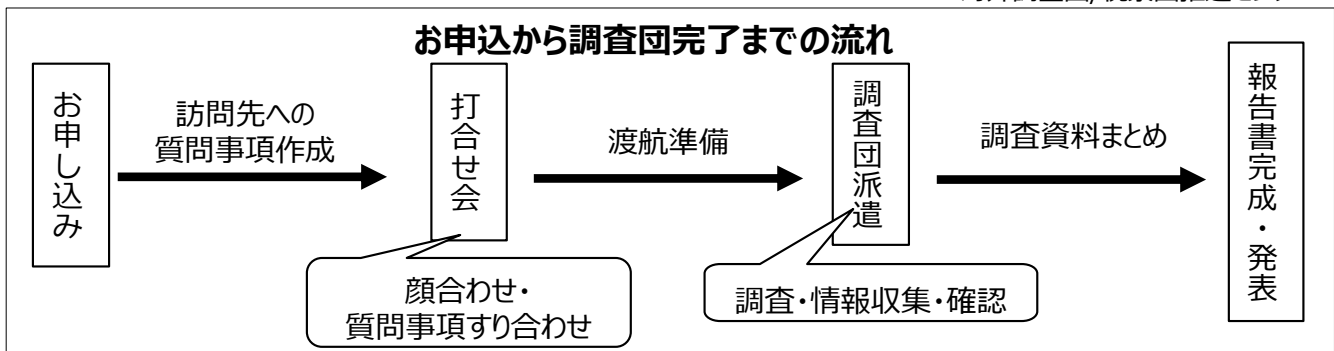 お申込から調査団完了までの流れ
お申し込み
訪問先への
質問事項作成
打合せ会
顔合わせ・
質問事項すり合わせ
渡航準備
調査団派遣
調査・情報収集・確認
調査資料まとめ
報告書完成・発表